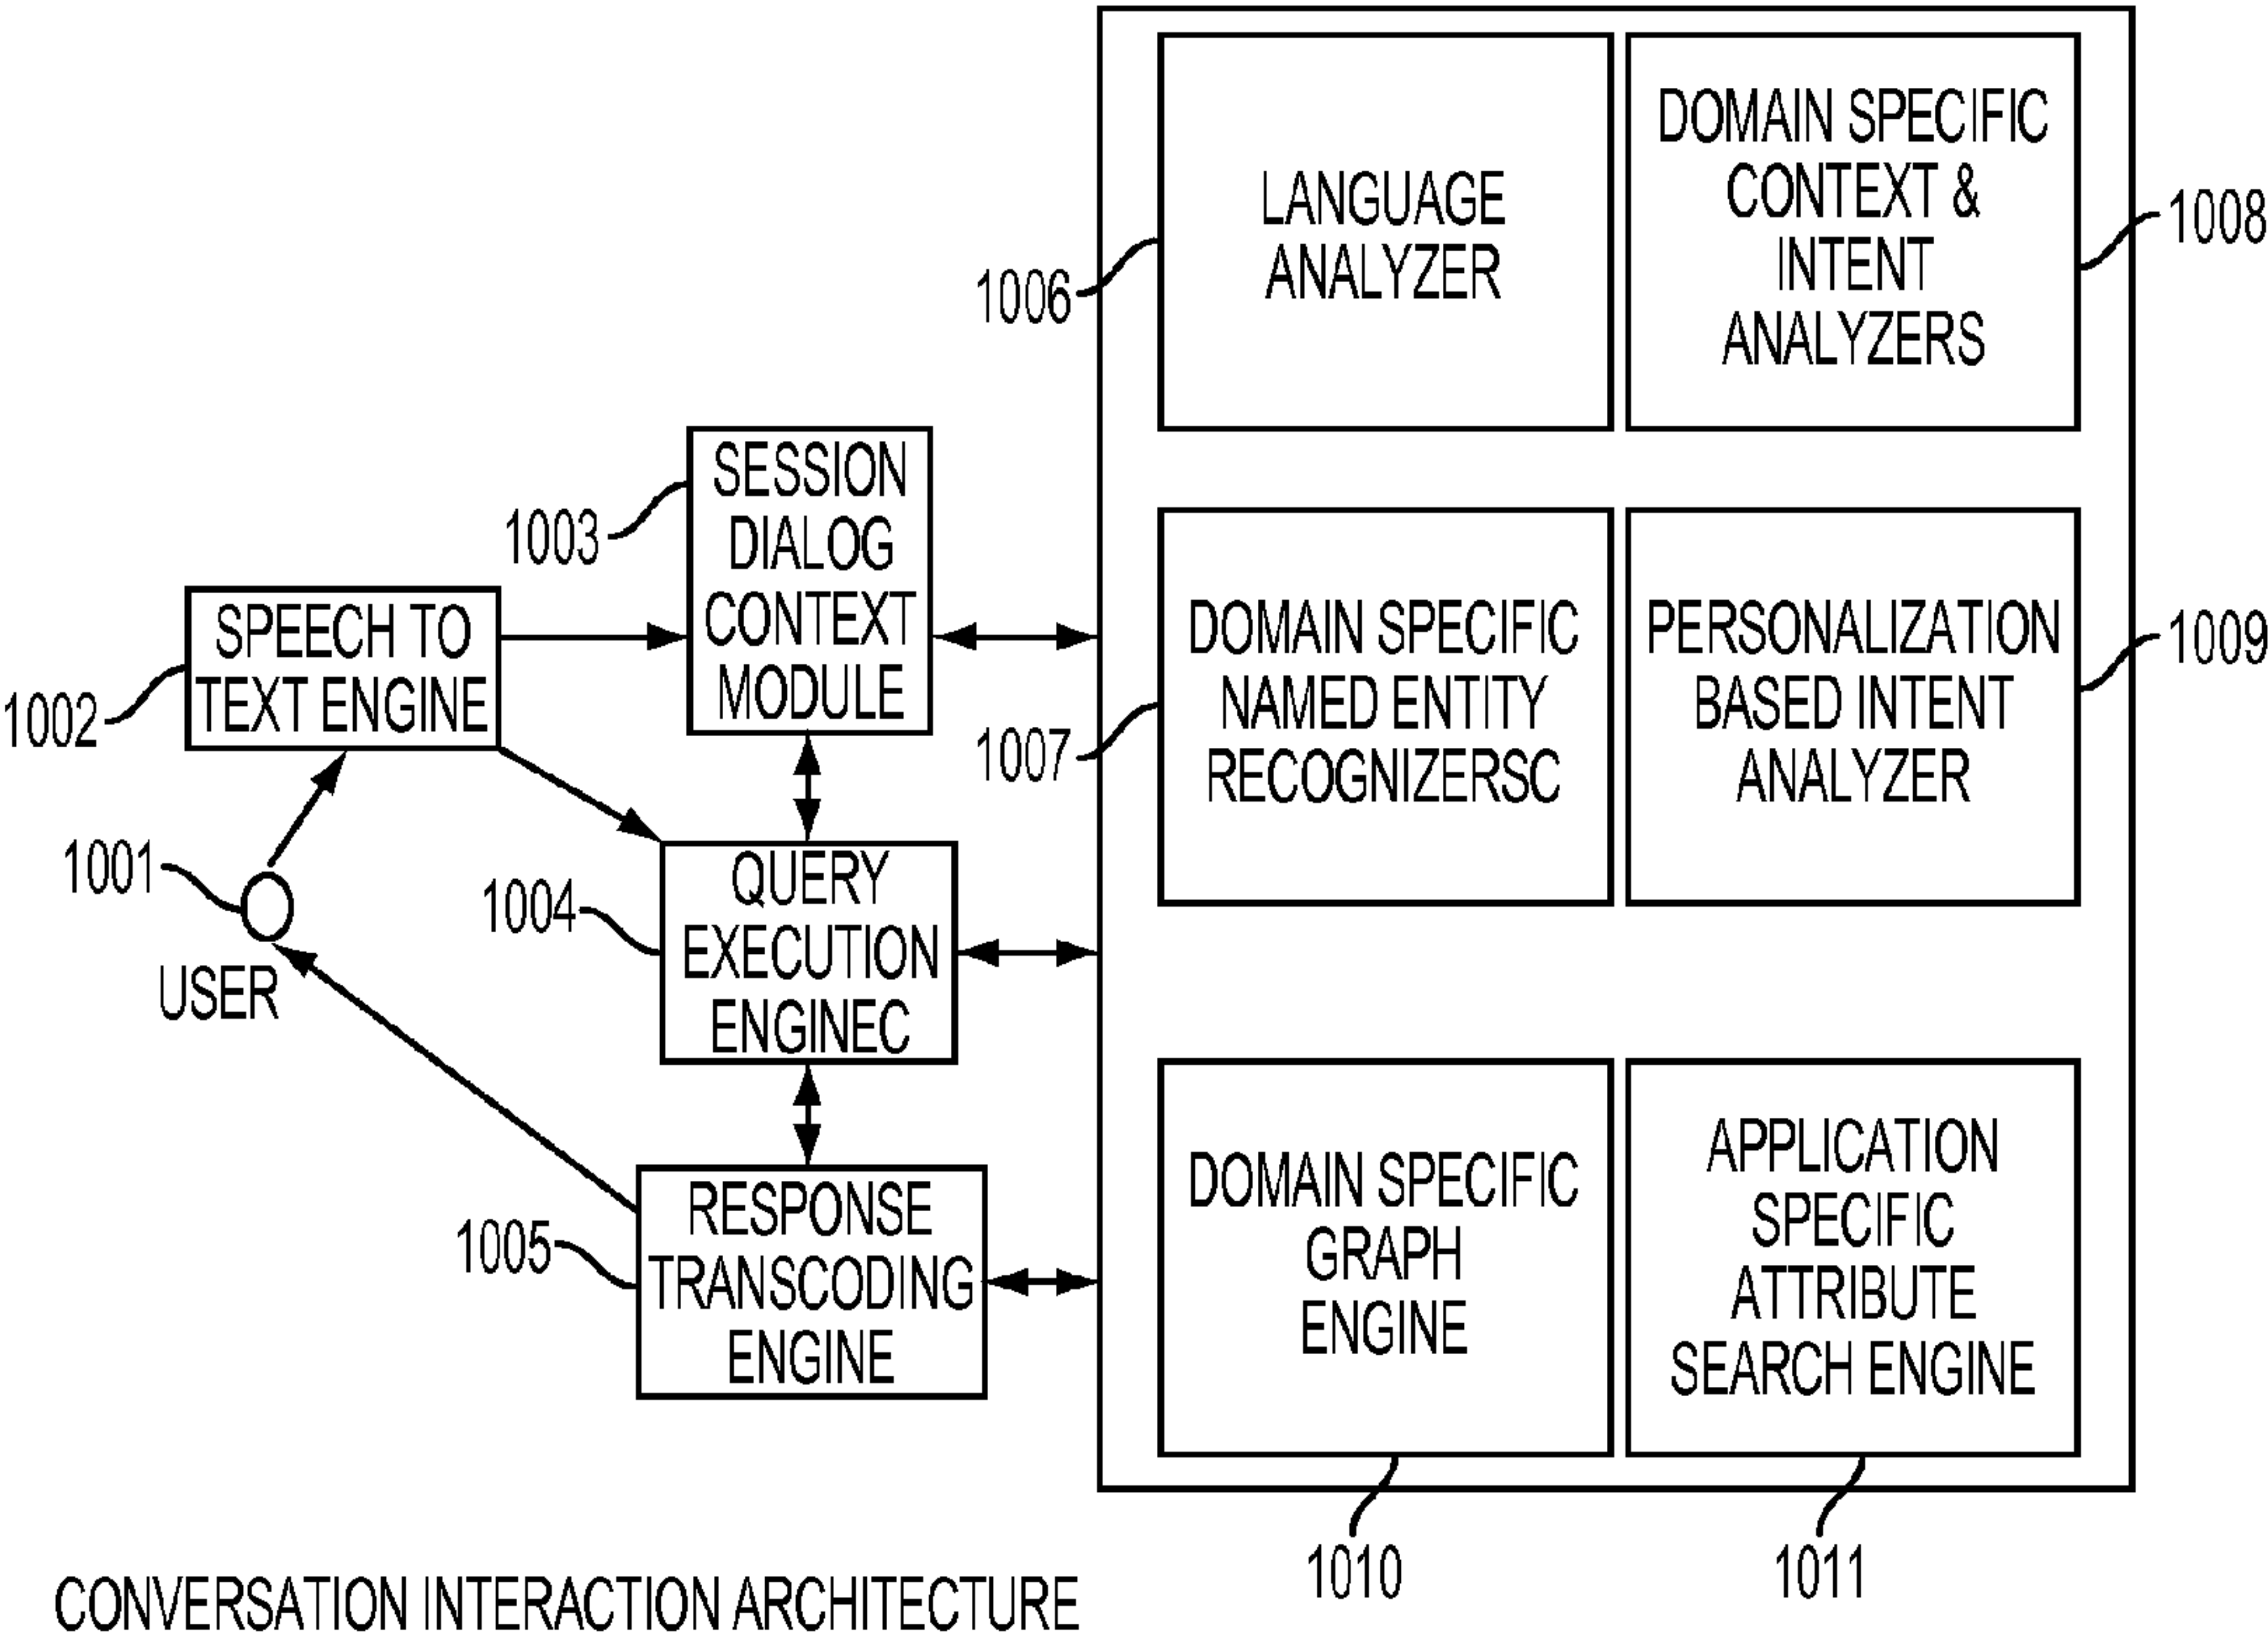 LANGUAGE
ANALYZER
1006
DOMAIN SPECIFIC
CONTEXT &
INTENT
ANALYZERS
1008
SESSION
DIALOG
CONTEXT
MODULE
1003
SPEECH TO
TEXT ENGINE
1002
DOMAIN SPECIFIC
NAMED ENTITY
RECOGNIZERSC
1007
PERSONALIZATION
BASED INTENT
ANALYZER
1009
1001
USER
QUERY
EXECUTION
ENGINEC
1004
RESPONSE
TRANSCODING
ENGINE
1005
DOMAIN SPECIFIC
GRAPH
ENGINE
1010
APPLICATION
SPECIFIC
ATTRIBUTE
SEARCH ENGINE
1011
CONVERSATION INTERACTION ARCHITECTURE